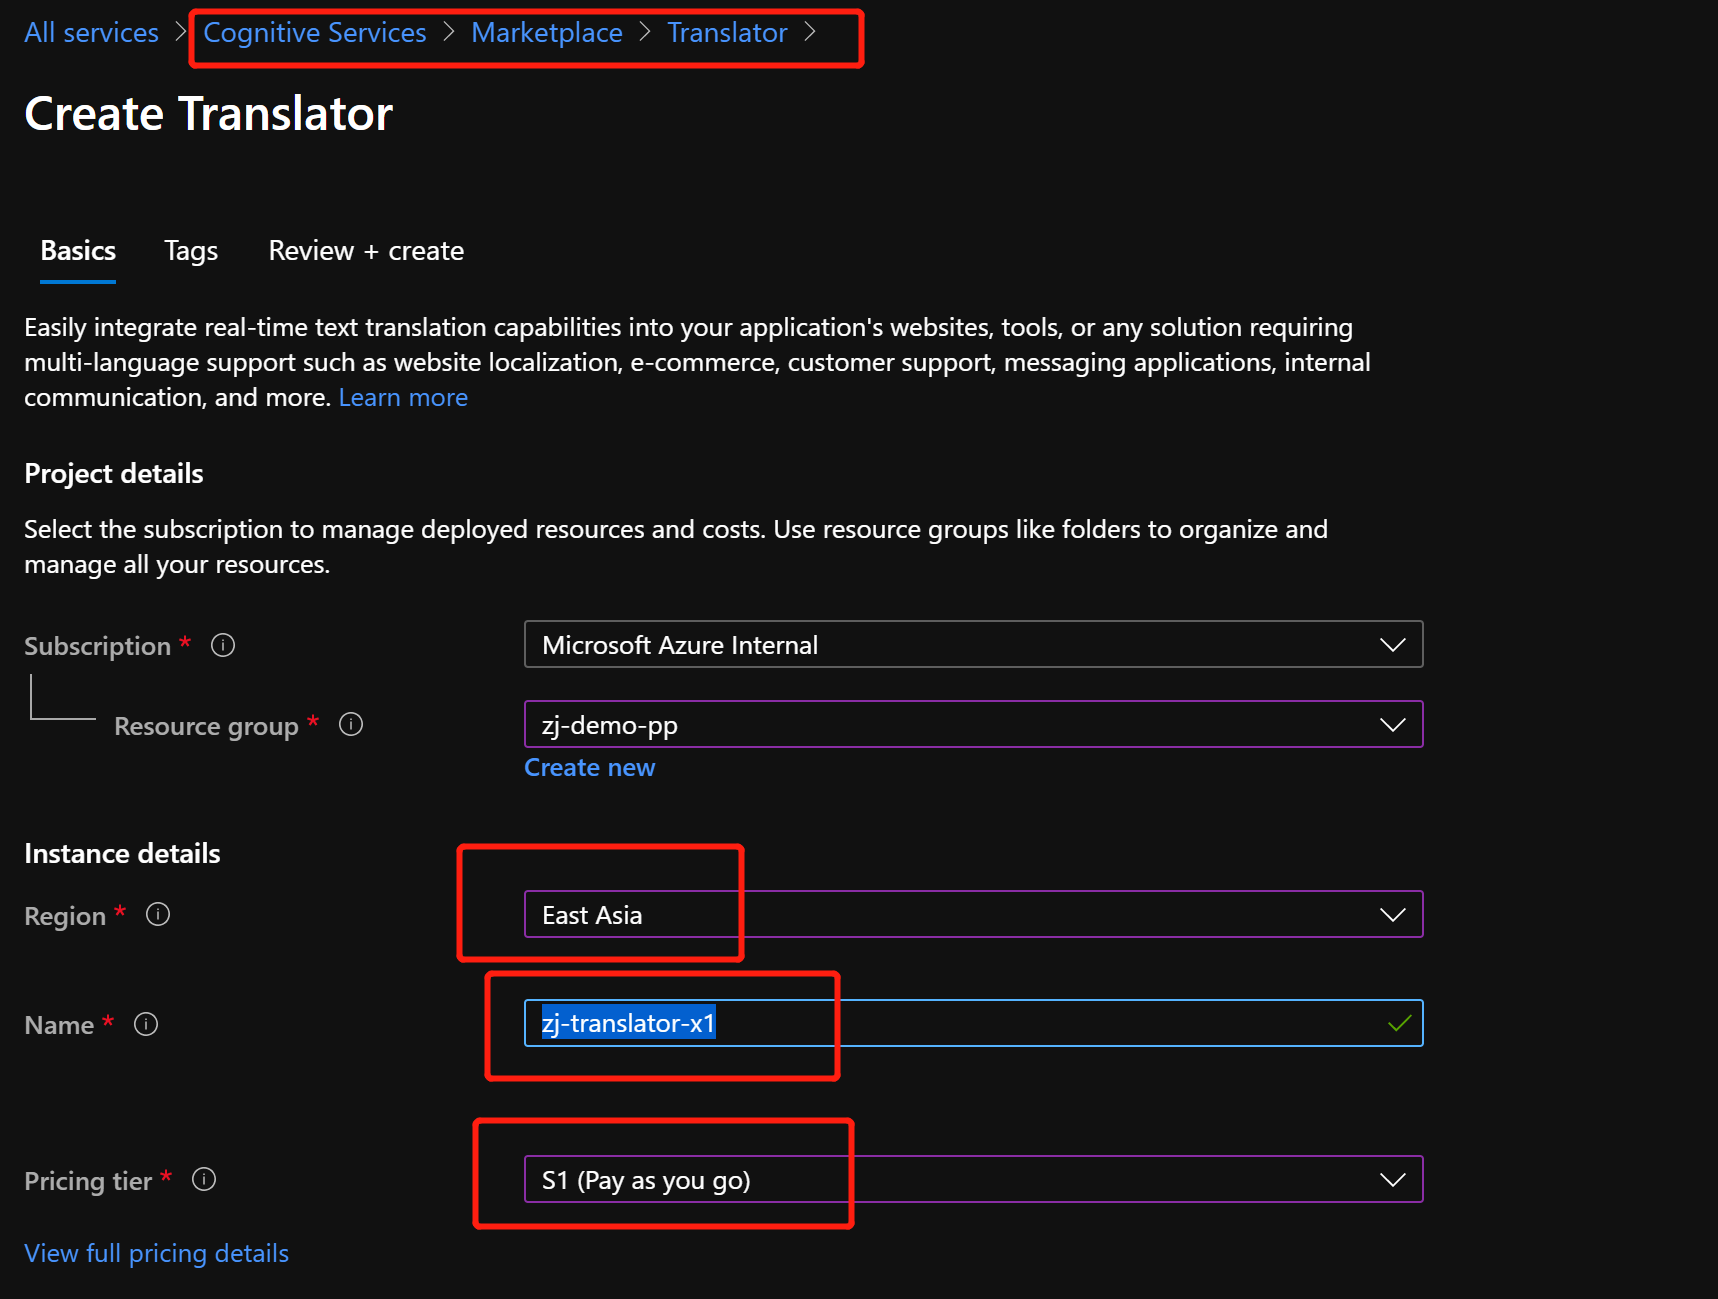 All services > Cognitive Services > Marketplace > Translator >
Create Translator
Basics Tags Review + create
Easily integrate real-time text translation capabilities into your application's websites, tools, or any solution requiring
multi-language support such as website localization, e-commerce, customer support, messaging applications, internal
communication, and more. Learn more
Project details
Select the subscription to manage deployed resources and costs. Use resource groups like folders to organize and
manage all your resources.
Subscription * Microsoft Azure Internal
Resource group * zj-demo-pp
Create new
Instance details
Region * East Asia
Name * zj-translator-x1
Pricing tier * S1 (Pay as you go)
View full pricing details